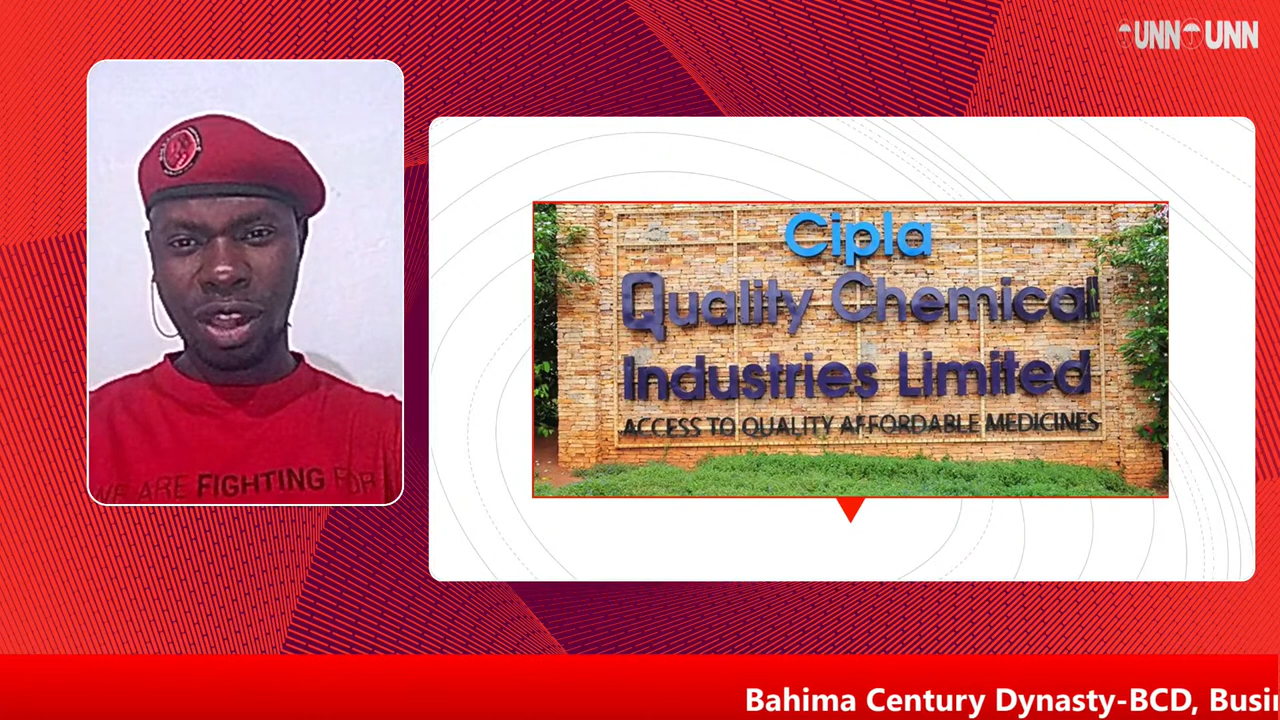 UNN UNN
WE ARE FIGHTING FOR
Cipla
Quality Chemical
Industries Limited
ACCESS TO QUALITY AFFORDABLE MEDICINES
Bahima Century Dynasty-BCD, Busi